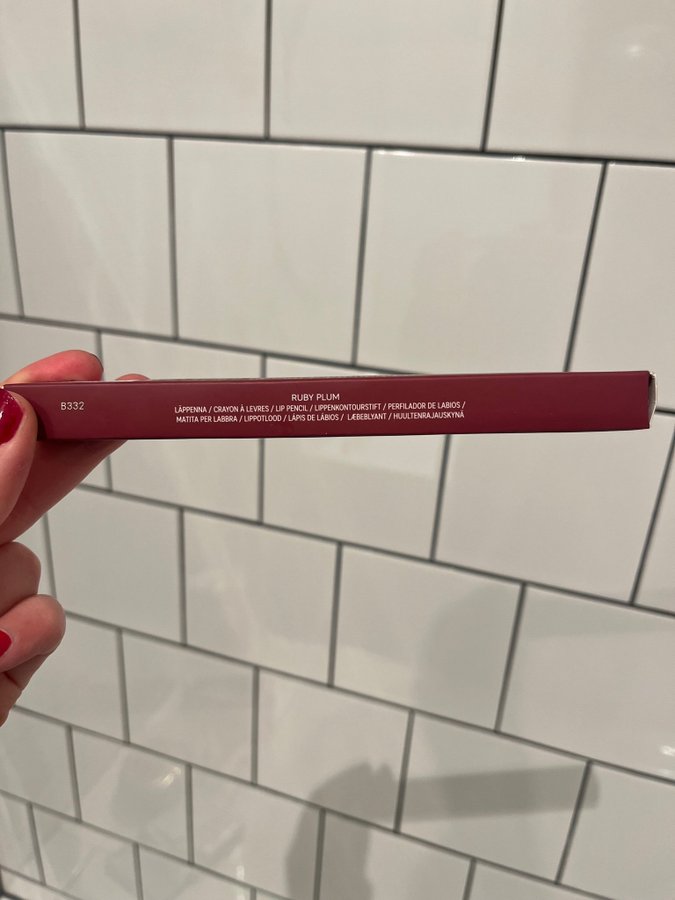 B332
RUBY PLUM
LÄPPENNA / CRAYON À LEVRES / LIP PENCIL / LIPPENKONTOURSTIFT / PERFILADOR DE LABIOS /
MATITA PER LABBRA / LIPPOTLOOD / LÁPIS DE LÁBIOS / LÆBEBLYANT / HUULTENRAJAUSKYNÄ